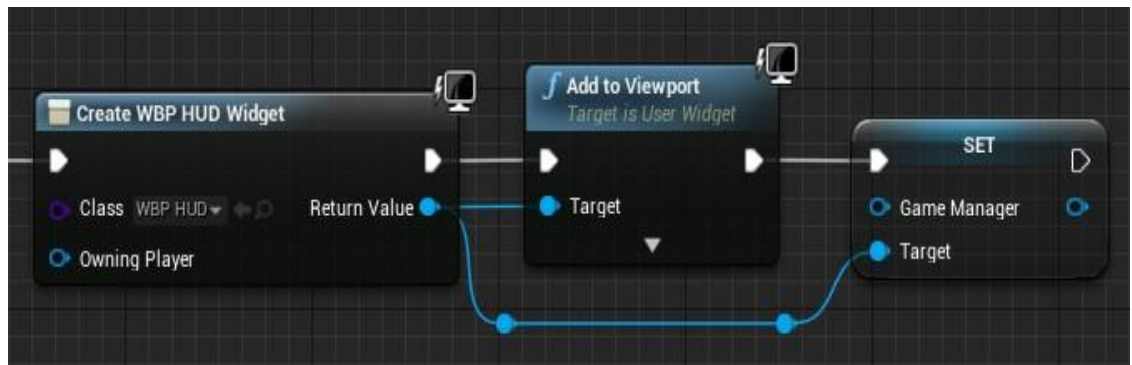 Create WBP HUD Widget
Class WBP HUD Return Value
Owning Player
f Add to Viewport
Target is User Widget
Target
SET
Game Manager
Target